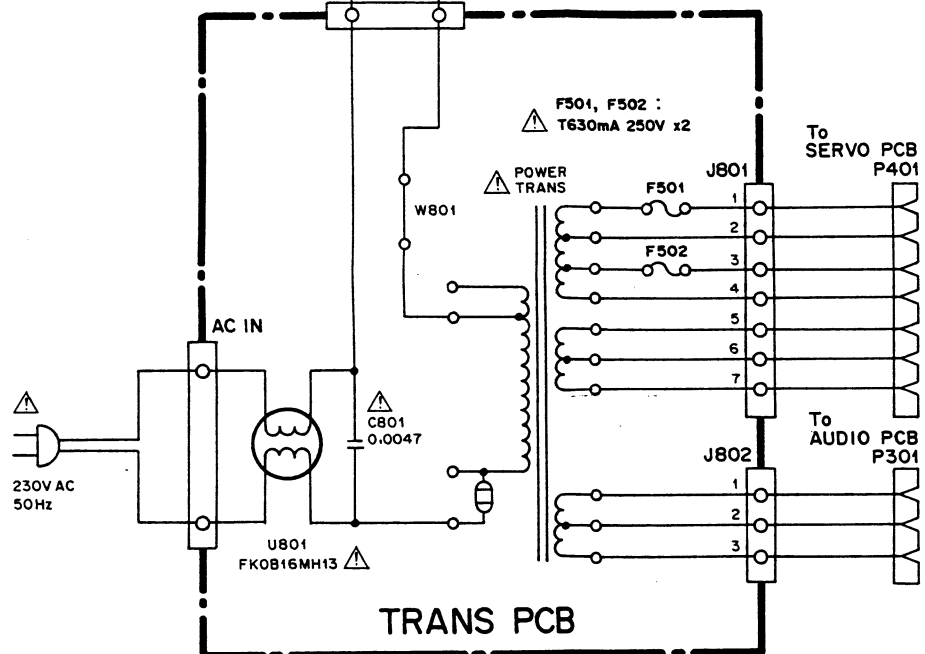 F501, F502 :
T630mA 250V x2
To
SERVO PCB
P401
J801
POWER
TRANS
W801
F501
F502
1
2
3
4
5
6
7
AC IN
C801
0.0047
230V AC
50Hz
U801
FK0B16MH13
To
AUDIO PCB
P301
J802
1
2
3
TRANS PCB